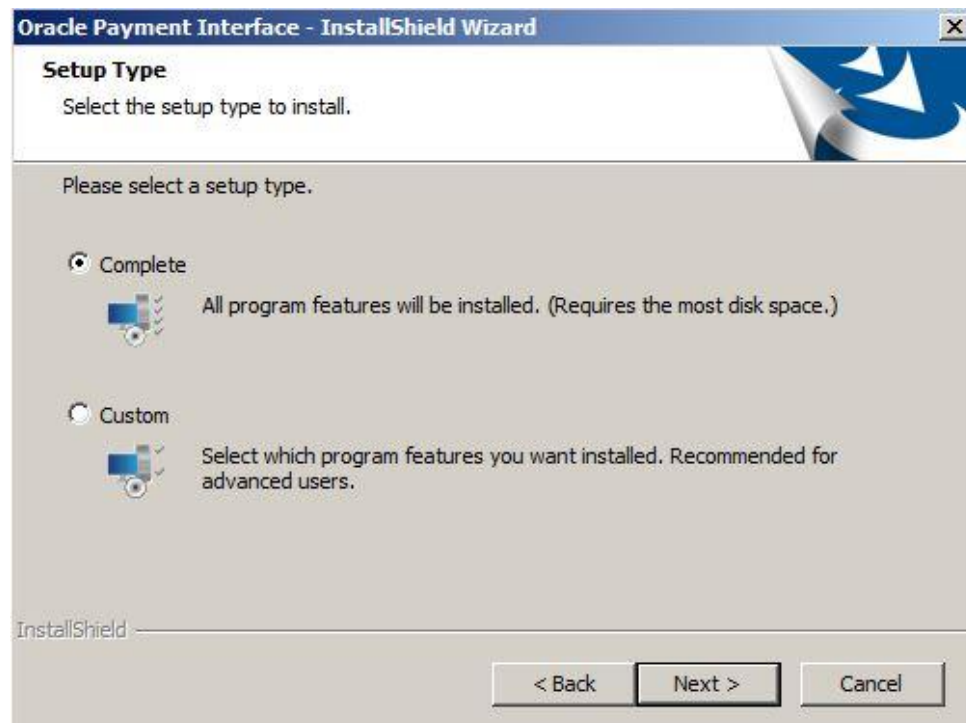 Oracle Payment Interface - InstallShield Wizard
Setup Type
Select the setup type to install.
Please select a setup type.
Complete
All program features will be installed. (Requires the most disk space.)
Custom
Select which program features you want installed. Recommended for
advanced users.
InstallShield
< Back
Next >
Cancel